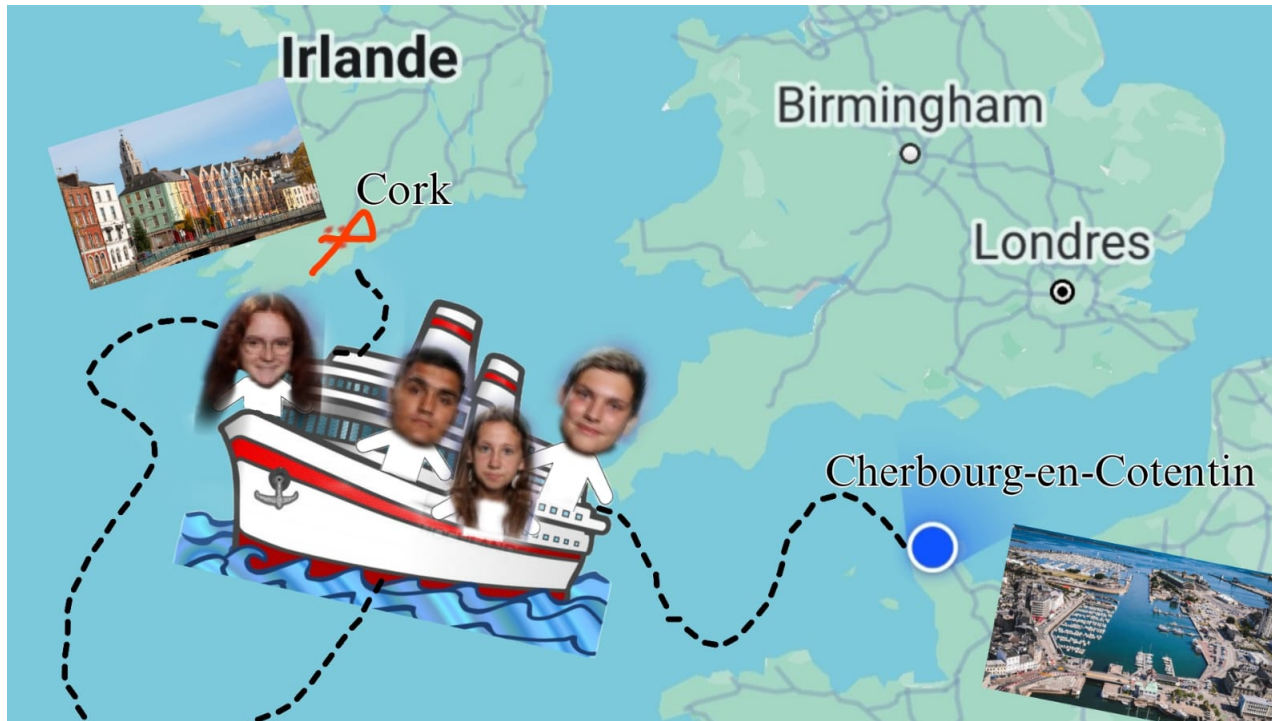 Irlande
Birmingham
Cork
Londres
Cherbourg-en-Cotentin